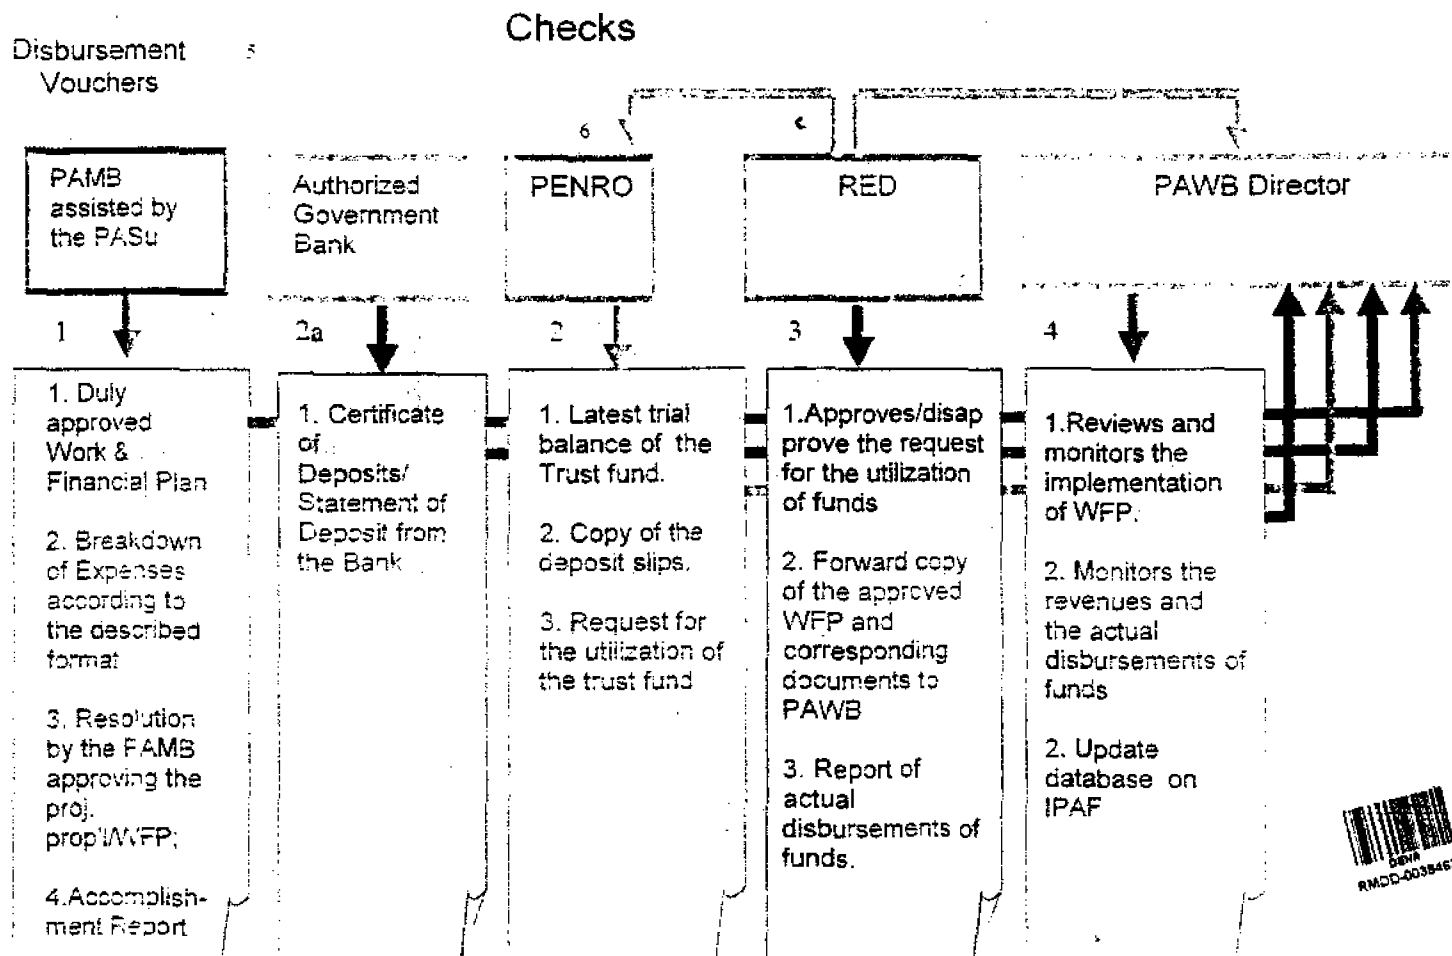 Checks
Disbursement
Vouchers
5
6
PAMB
assisted by
the PASu
Authorized
Government
Bank
PENRO
RED
PAWB Director
1
2a
2
3
4
1. Duly
approved
Work &
Financial Plan
2. Breakdown
of Expenses
according to
the described
format
3. Resolution
by the PAMB
approving the
proj.
prop'l/WFP;
4.Accomplish-
ment Report
1. Certificate
of
Deposits/
Statement of
Deposit from
the Bank
1. Latest trial
balance of the
Trust fund.
2. Copy of the
deposit slips.
3. Request for
the utilization of
the trust fund
1.Approves/disap
prove the request
for the utilization
of funds
2. Forward copy
of the approved
WFP and
corresponding
documents to
PAWB
3. Report of
actual
disbursements of
funds.
1.Reviews and
monitors the
implementation
of WFP.
2. Monitors the
revenues and
the actual
disbursements of
funds
2. Update
database on
IPAF
DENR